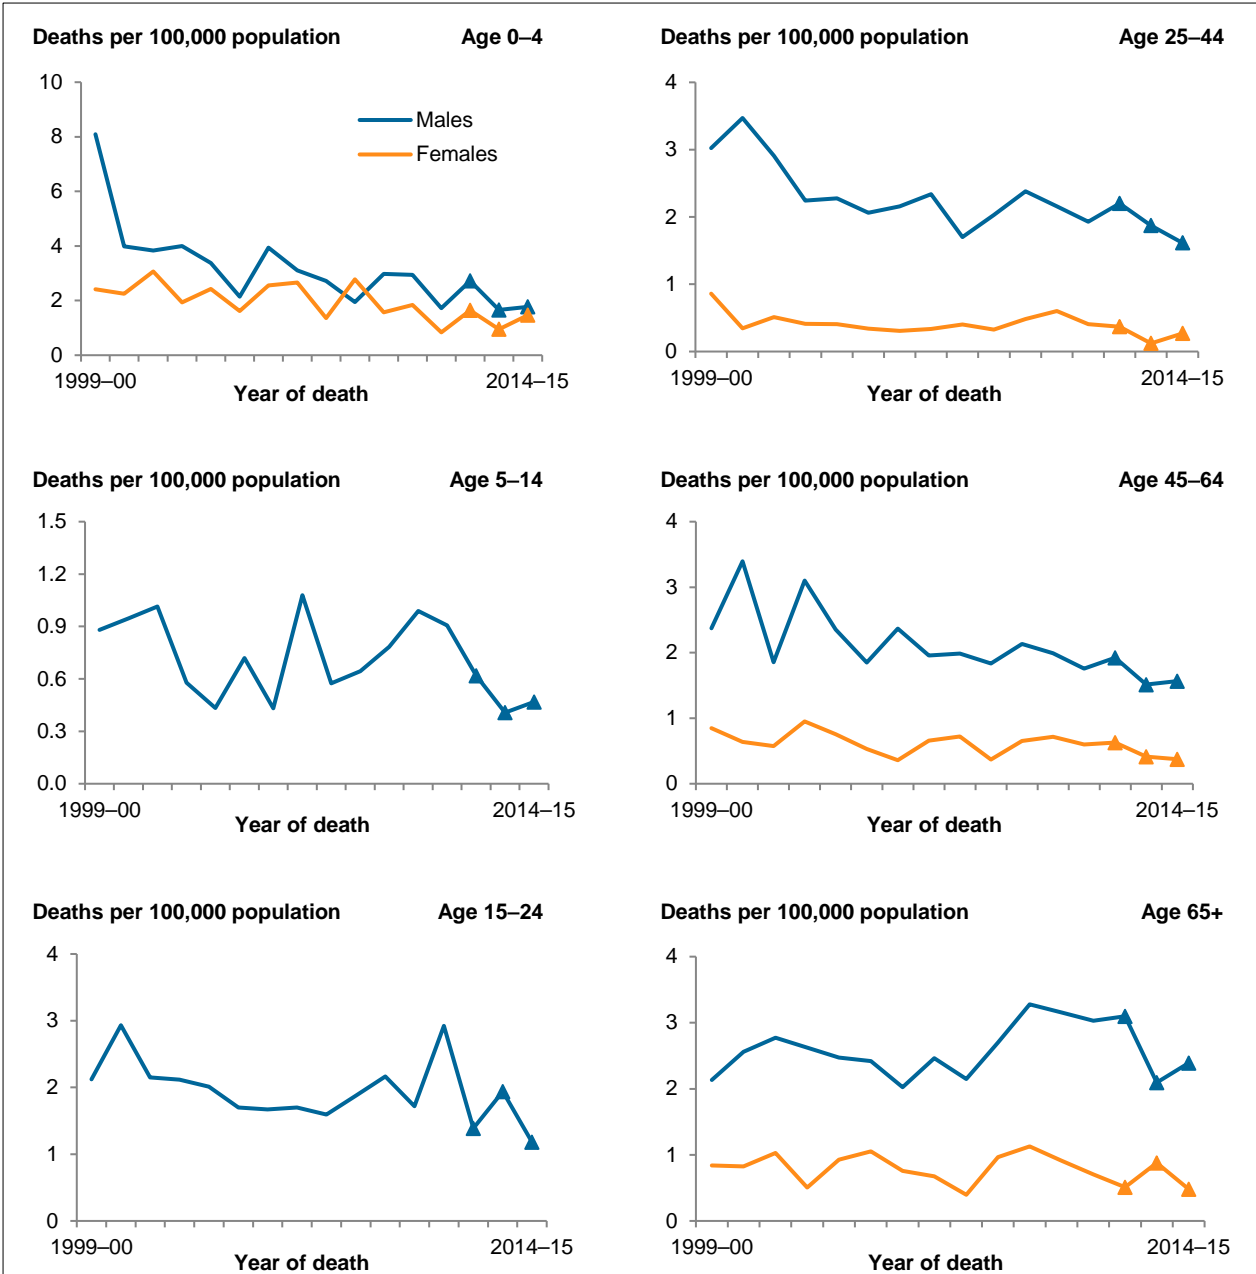 Deaths per 100,000 population Age 0–4
10
8
6
4
2
0
Males
Females
1999–00 2014–15
Year of death
Deaths per 100,000 population Age 25–44
4
3
2
1
0
1999–00 2014–15
Year of death
Deaths per 100,000 population Age 5–14
1.5
1.2
0.9
0.6
0.3
0.0
1999–00 2014–15
Year of death
Deaths per 100,000 population Age 45–64
4
3
2
1
0
1999–00 2014–15
Year of death
Deaths per 100,000 population Age 15–24
4
3
2
1
0
1999–00 2014–15
Year of death
Deaths per 100,000 population Age 65+
4
3
2
1
0
1999–00 2014–15
Year of death